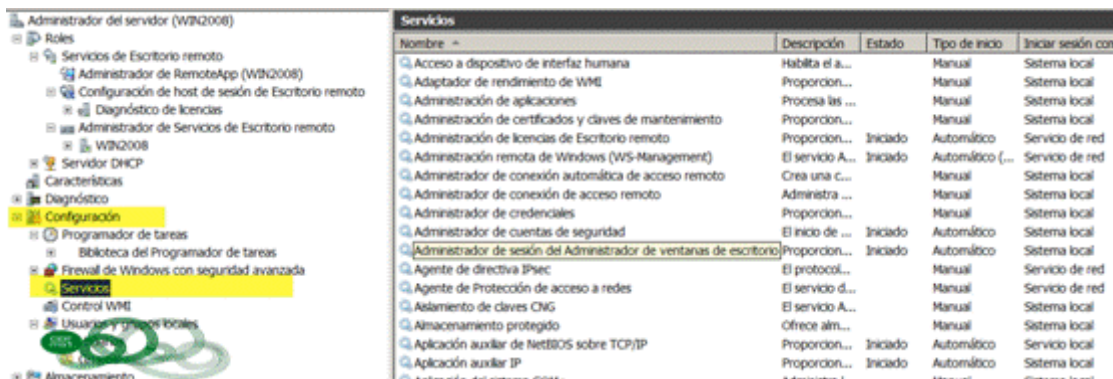 Administrador del servidor (WIN2008)
Roles
Servicios de Escritorio remoto
Administrador de RemoteApp (WIN2008)
Configuración de host de sesión de Escritorio remoto
Diagnóstico de licencias
Administrador de Servicios de Escritorio remoto
WIN2008
Servidor DHCP
Características
Diagnóstico
Configuración
Programador de tareas
Biblioteca del Programador de tareas
Firewall de Windows con seguridad avanzada
Servicios
Control WMI
Usuarios y grupos locales
Almacenamiento
Servicios
Nombre Descripción Estado Tipo de inicio Iniciar sesión com
Acceso a dispositivo de interfaz humana Habilita el a... Manual Sistema local
Adaptador de rendimiento de WMI Proporcion... Manual Sistema local
Administración de aplicaciones Procesa las ... Manual Sistema local
Administración de certificados y claves de mantenimiento Proporcion... Manual Sistema local
Administración de licencias de Escritorio remoto Proporcion... Iniciado Automático Servicio de red
Administración remota de Windows (WS-Management) El servicio A... Iniciado Automático (... Servicio de red
Administrador de conexión automática de acceso remoto Crea una c... Manual Sistema local
Administrador de conexión de acceso remoto Administra ... Manual Sistema local
Administrador de credenciales Proporcion... Manual Sistema local
Administrador de cuentas de seguridad El inicio de ... Iniciado Automático Sistema local
Administrador de sesión del Administrador de ventanas de escritorio Proporcion... Iniciado Automático Sistema local
Agente de directiva IPsec El protocol... Manual Servicio de red
Agente de Protección de acceso a redes El servicio d... Manual Servicio de red
Aislamiento de claves CNG El servicio A... Manual Sistema local
Almacenamiento protegido Ofrece alm... Manual Sistema local
Aplicación auxiliar de NetBIOS sobre TCP/IP Proporcion... Iniciado Automático Servicio local
Aplicación auxiliar IP Proporcion... Iniciado Automático Sistema local